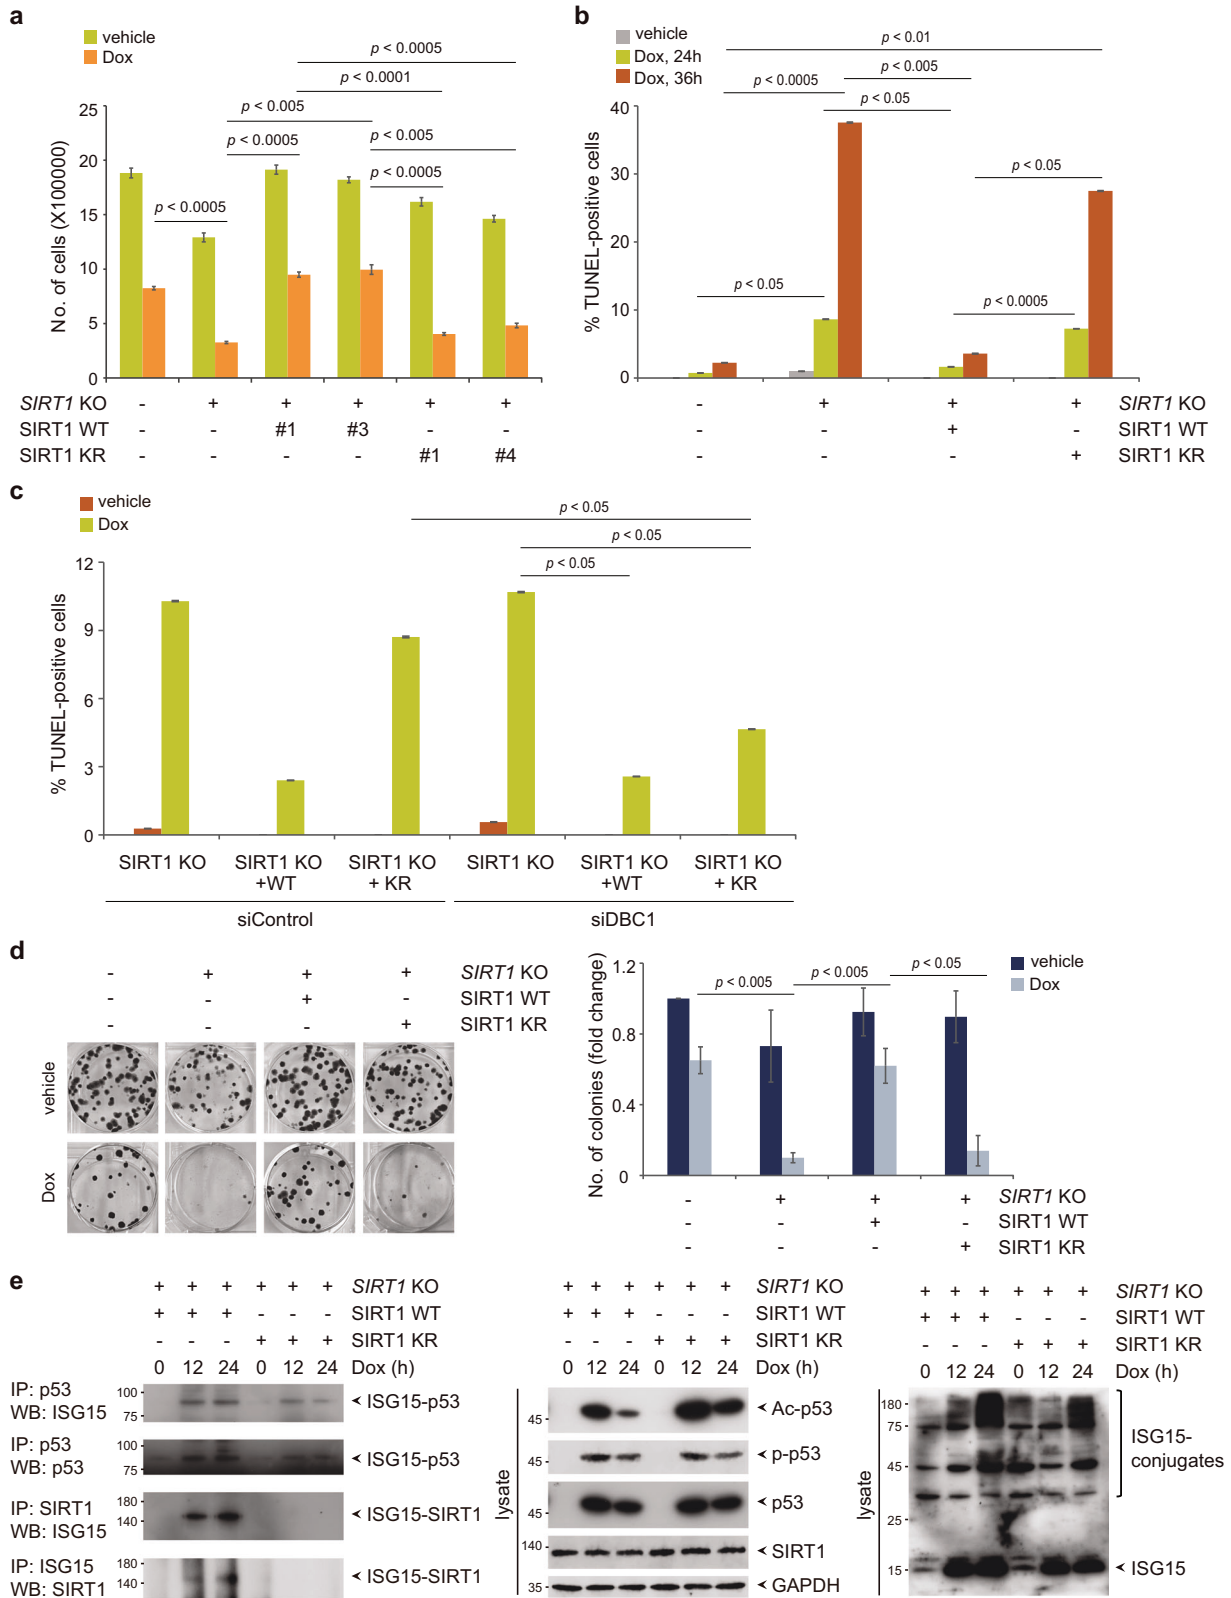 a
vehicle
Dox
p < 0.0005
p < 0.0001
p < 0.005
p < 0.0005
p < 0.005
p < 0.0005
p < 0.0005
No. of cells (X100000)
25
20
15
10
5
0
SIRT1 KO - + + + + +
SIRT1 WT - - #1 #3 - -
SIRT1 KR - - - - #1 #4
b
vehicle
Dox, 24h
Dox, 36h
p < 0.01
p < 0.005
p < 0.0005
p < 0.05
p < 0.05
p < 0.05
p < 0.0005
% TUNEL-positive cells
40
30
20
10
0
- + + + SIRT1 KO
- - + - SIRT1 WT
- - - + SIRT1 KR
c
vehicle
Dox
p < 0.05
p < 0.05
p < 0.05
% TUNEL-positive cells
12
9
6
3
0
SIRT1 KO SIRT1 KO SIRT1 KO SIRT1 KO SIRT1 KO SIRT1 KO
+WT + KR +WT + KR
siControl siDBC1
d
- + + + SIRT1 KO
- - + - SIRT1 WT
- - - + SIRT1 KR
vehicle
Dox
vehicle
Dox
p < 0.005
p < 0.005
p < 0.05
No. of colonies (fold change)
1.2
0.8
0.4
0
- + + + SIRT1 KO
- - + - SIRT1 WT
- - - + SIRT1 KR
e
+ + + + + + SIRT1 KO
+ + + - - - SIRT1 WT
- - - + + + SIRT1 KR
0 12 24 0 12 24 Dox (h)
IP: p53
WB: ISG15
100
75
ISG15-p53
IP: p53
WB: p53
100
75
ISG15-p53
IP: SIRT1
WB: ISG15
180
140
ISG15-SIRT1
IP: ISG15
WB: SIRT1
180
140
ISG15-SIRT1
+ + + + + + SIRT1 KO
+ + + - - - SIRT1 WT
- - - + + + SIRT1 KR
0 12 24 0 12 24 Dox (h)
lysate
45
Ac-p53
45
p-p53
45
p53
140
SIRT1
35
GAPDH
+ + + + + + SIRT1 KO
+ + + - - - SIRT1 WT
- - - + + + SIRT1 KR
0 12 24 0 12 24 Dox (h)
lysate
180
75
45
25
15
ISG15-
conjugates
ISG15